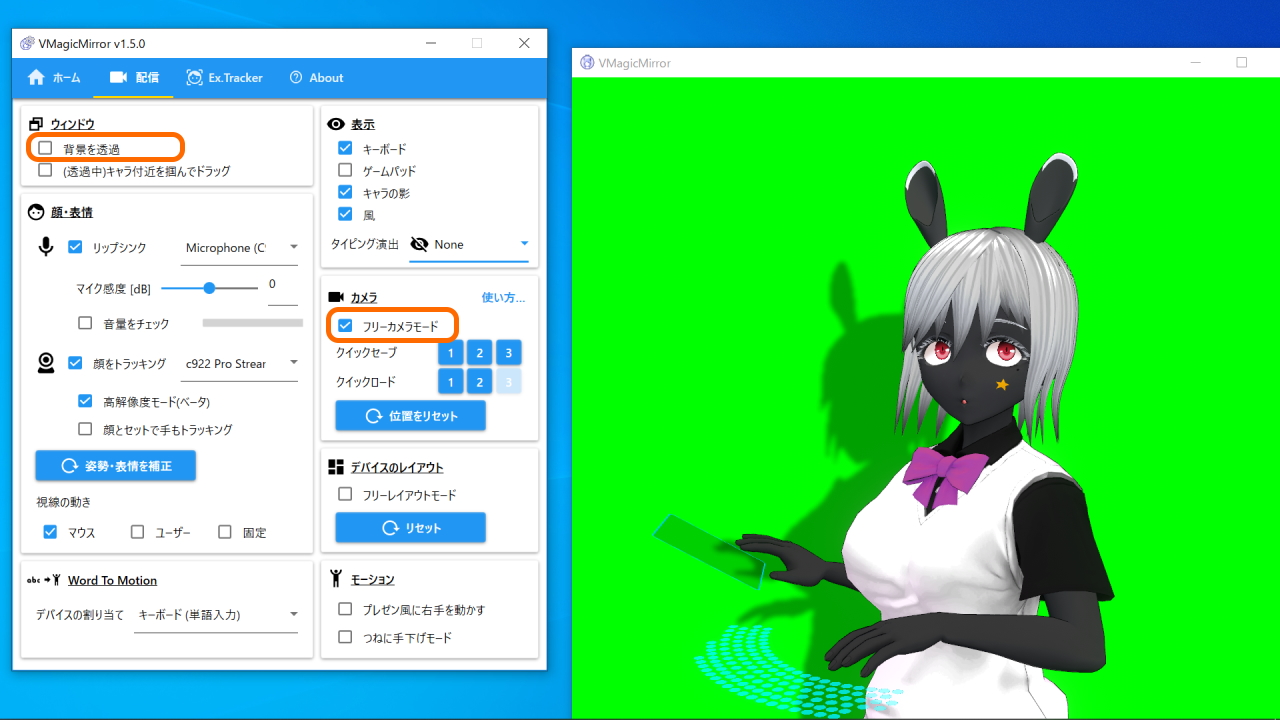 VMagicMirror v1.5.0
ホーム
配信
Ex.Tracker
About
ウィンドウ
背景を透過
(透過中)キャラ付近を掴んでドラッグ
顔・表情
リップシンク
Microphone (C
マイク感度 [dB]
0
音量をチェック
顔をトラッキング
c922 Pro Strear
高解像度モード(ベータ)
顔とセットで手もトラッキング
姿勢・表情を補正
視線の動き
マウス
ユーザー
固定
abc
Word To Motion
デバイスの割り当て
キーボード (単語入力)
表示
キーボード
ゲームパッド
キャラの影
風
タイピング演出
None
カメラ
使い方...
フリーカメラモード
クイックセーブ
1 2 3
クイックロード
1 2 3
位置をリセット
デバイスのレイアウト
フリーレイアウトモード
リセット
モーション
プレゼン風に右手を動かす
つねに手下げモード
VMagicMirror